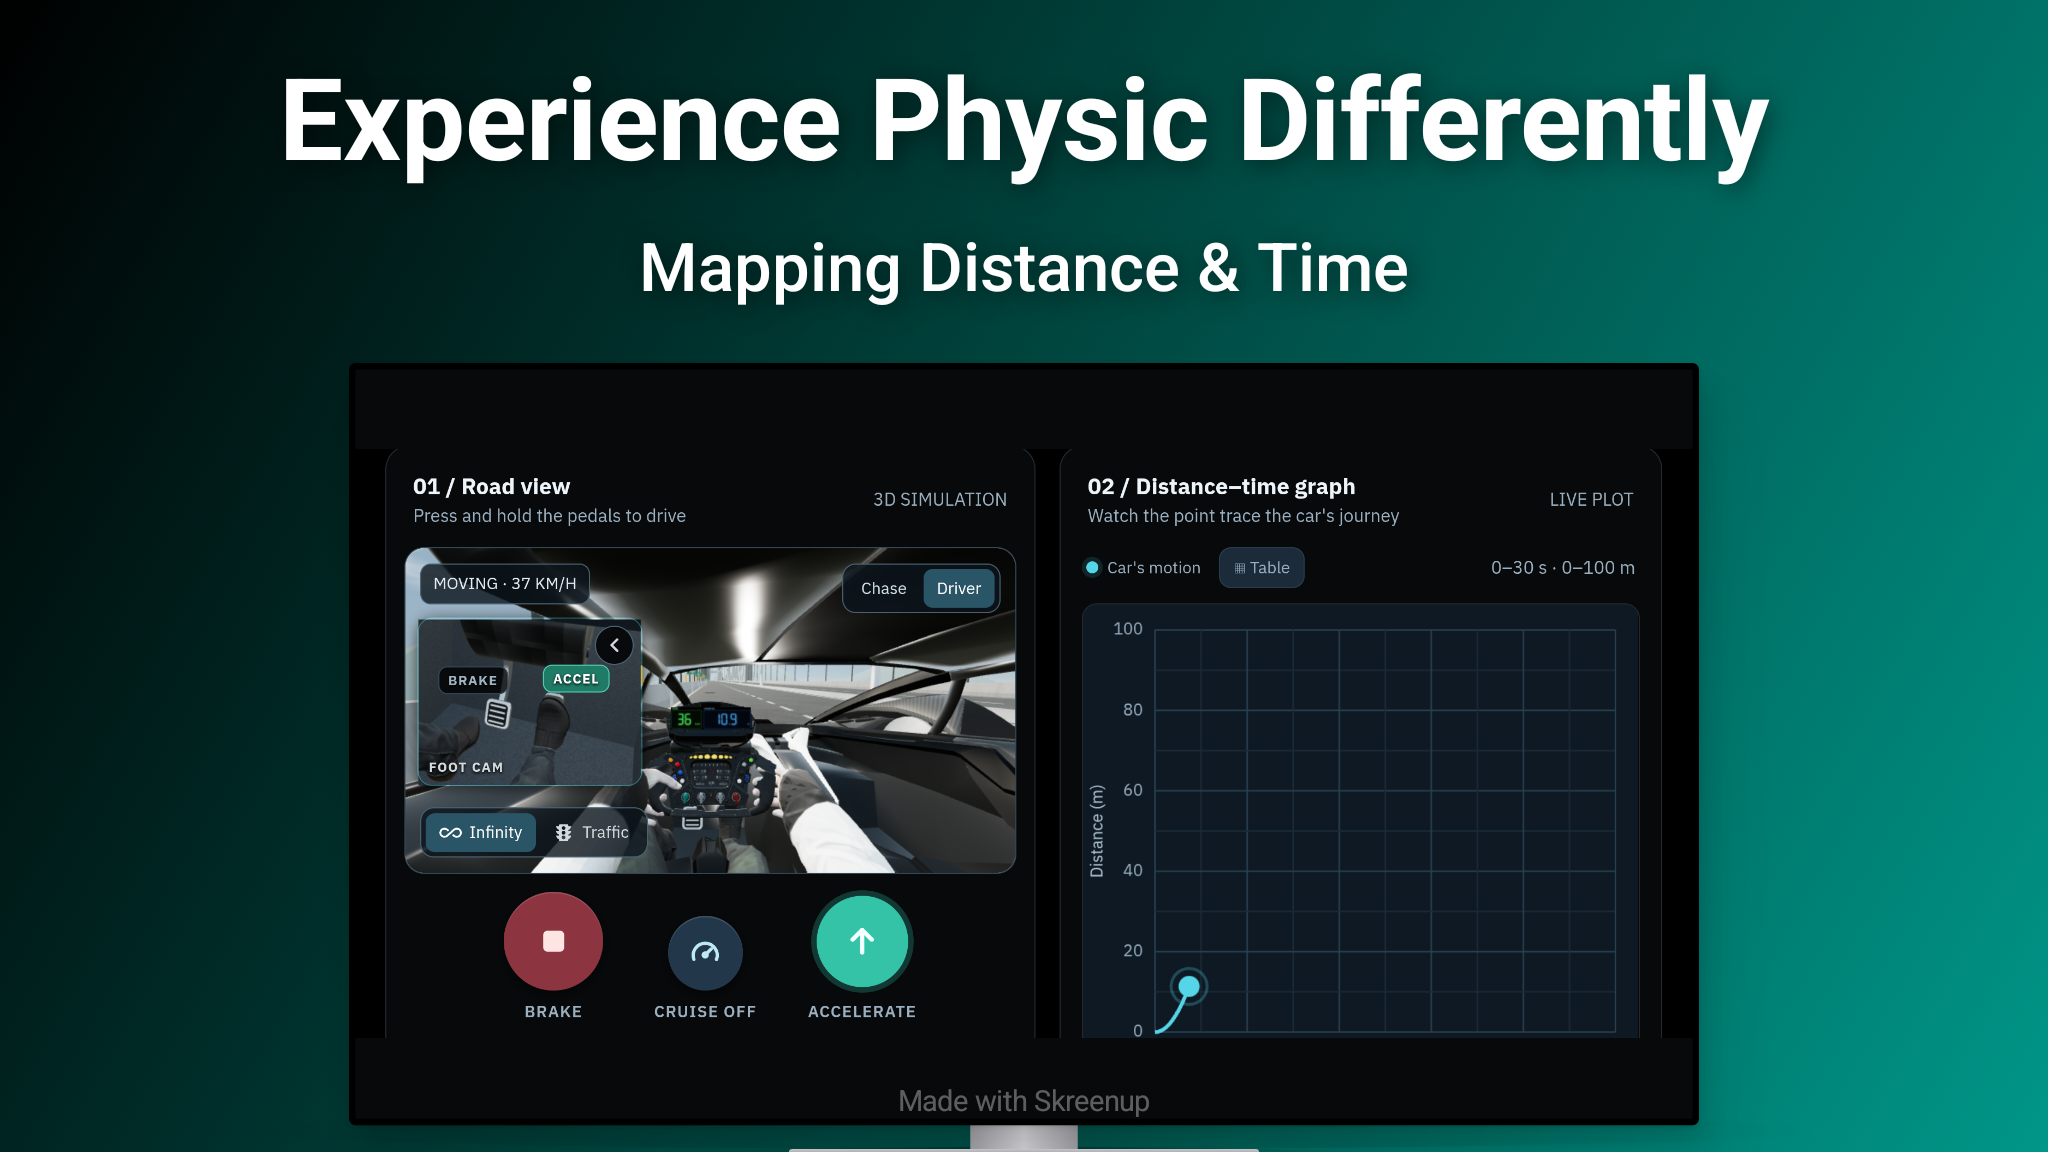 Experience Physic Differently
Mapping Distance & Time
01 / Road view
Press and hold the pedals to drive
3D SIMULATION
MOVING · 37 KM/H
Chase
Driver
BRAKE
ACCEL
FOOT CAM
36
109
Infinity
Traffic
BRAKE
CRUISE OFF
ACCELERATE
02 / Distance–time graph
Watch the point trace the car's journey
LIVE PLOT
Car's motion
Table
0–30 s · 0–100 m
Distance (m)
100
80
60
40
20
0
Made with Skreenup